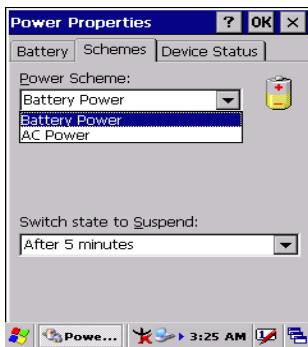 Power Properties ? OK ×
Battery Schemes Device Status
Power Scheme:
Battery Power
Battery Power
AC Power
Switch state to Suspend:
After 5 minutes
Powe... 3:25 AM